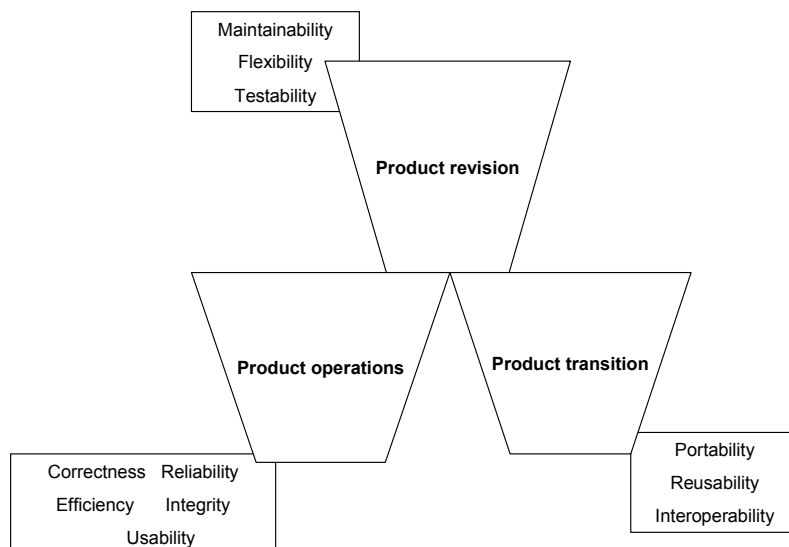 Maintainability
Flexibility
Testability
Product revision
Product operations
Product transition
Correctness Reliability
Efficiency Integrity
Usability
Portability
Reusability
Interoperability